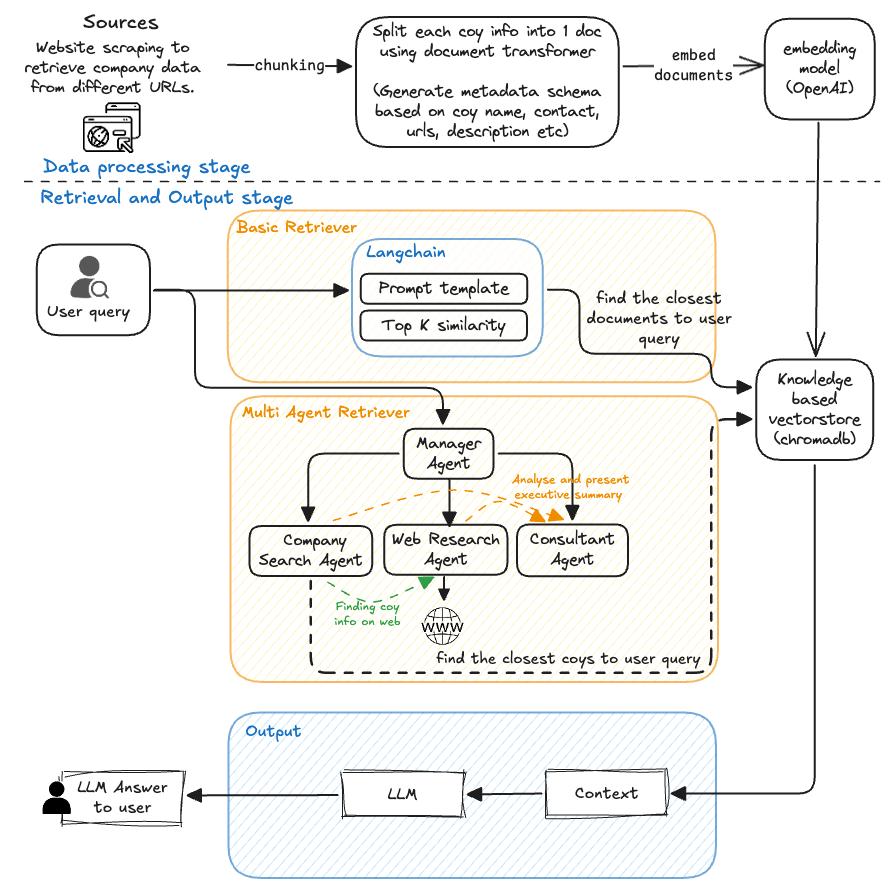 Sources
Website scraping to
retrieve company data
from different URLs.
chunking
Split each coy info into 1 doc
using document transformer
(Generate metadata schema
based on coy name, contact,
urls, description etc)
embed
documents
embedding
model
(OpenAI)
Data processing stage
Retrieval and Output stage
User query
Basic Retriever
Langchain
Prompt template
Top K similarity
find the closest
documents to user
query
Knowledge
based
vectorstore
(chromadb)
Multi Agent Retriever
Manager
Agent
Analyse and present
executive summary
Company
Search Agent
Web Research
Agent
Consultant
Agent
Finding coy
info on web
WWW
find the closest coys to user query
Output
LLM Answer
to user
LLM
Context